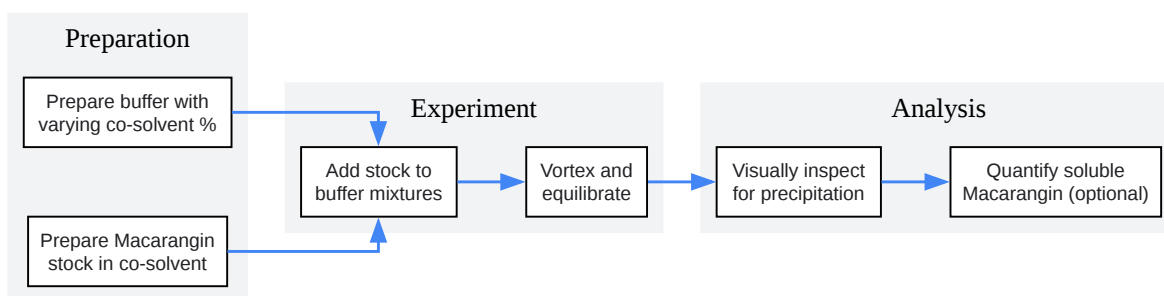 Preparation
Prepare buffer with
varying co-solvent %
Prepare Macarangin
stock in co-solvent
Experiment
Add stock to
buffer mixtures
Vortex and
equilibrate
Analysis
Visually inspect
for precipitation
Quantify soluble
Macarangin (optional)